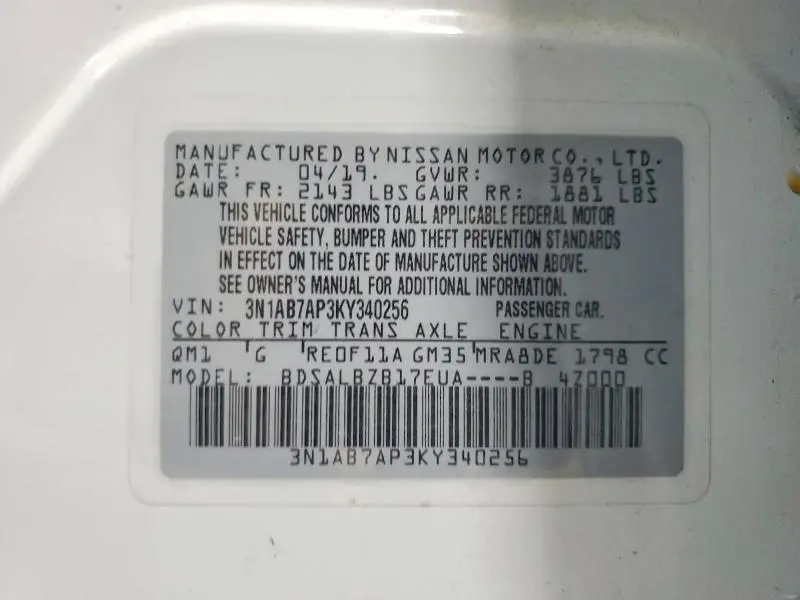 MANUFACTURED BY NISSAN MOTOR CO., LTD.
DATE: 04/19. GVWR: 3876 LBS
GAWR FR: 2143 LBS GAWR RR: 1881 LBS
THIS VEHICLE CONFORMS TO ALL APPLICABLE FEDERAL MOTOR
VEHICLE SAFETY, BUMPER AND THEFT PREVENTION STANDARDS
IN EFFECT ON THE DATE OF MANUFACTURE SHOWN ABOVE.
SEE OWNER'S MANUAL FOR ADDITIONAL INFORMATION.
VIN: 3N1AB7AP3KY340256 PASSENGER CAR.
COLOR TRIM TRANS AXLE ENGINE
QM1 G RE0F11A GM35 MRA8DE 1798 CC
MODEL: BDSALBZB17EUA----B 4Z000
3N1AB7AP3KY340256